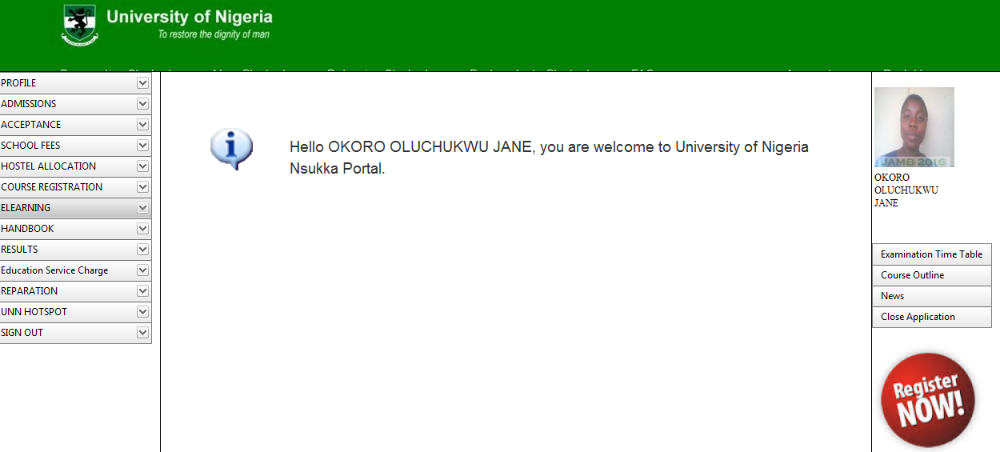 University of Nigeria
To restore the dignity of man
PROFILE
ADMISSIONS
ACCEPTANCE
SCHOOL FEES
HOSTEL ALLOCATION
COURSE REGISTRATION
ELEARNING
HANDBOOK
RESULTS
Education Service Charge
REPARATION
UNN HOTSPOT
SIGN OUT
Hello OKORO OLUCHUKWU JANE, you are welcome to University of Nigeria
Nsukka Portal.
JAMB 2016
OKORO
OLUCHUKWU
JANE
Examination Time Table
Course Outline
News
Close Application
Register
NOW!